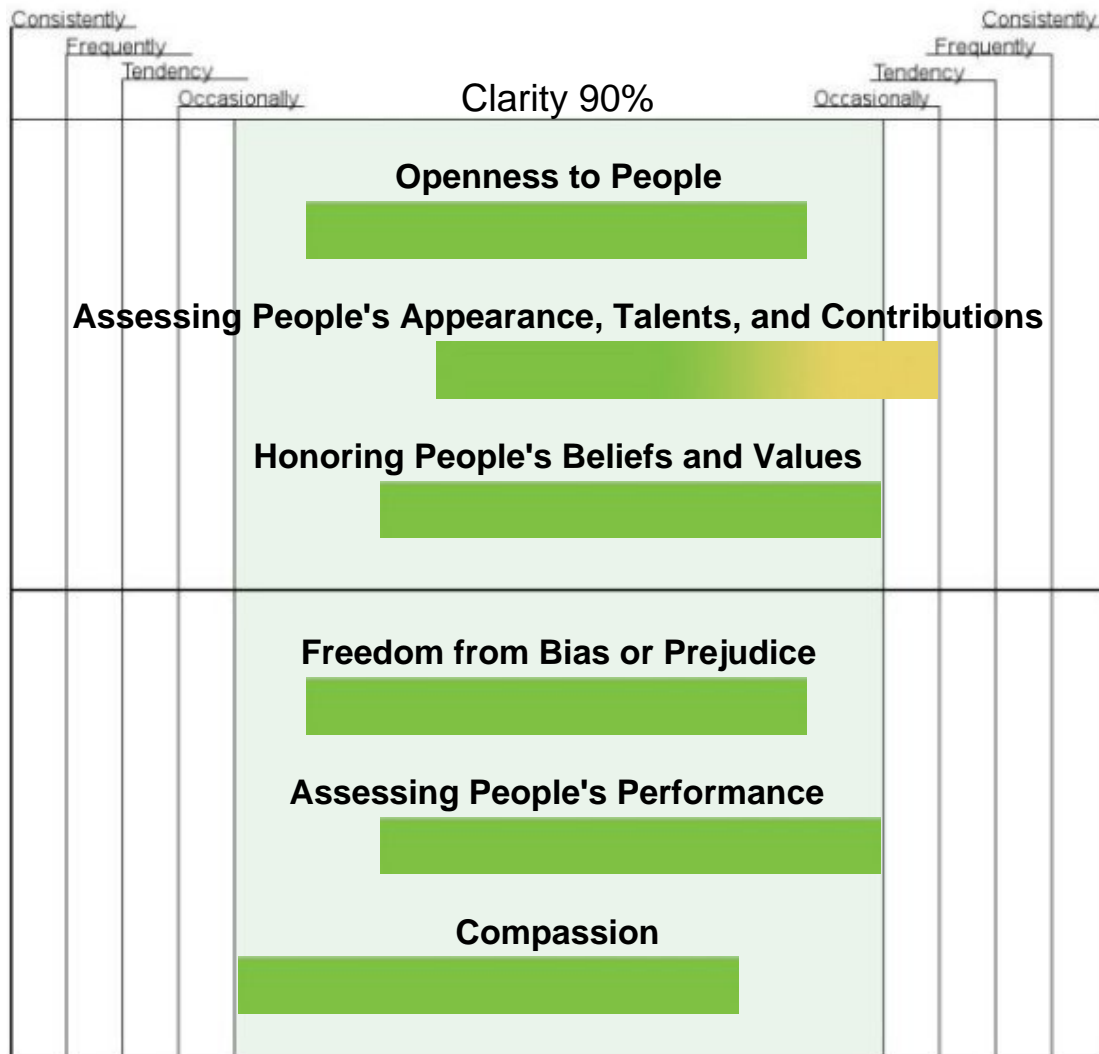 Consistently Consistently
Frequently Frequently
Tendency Tendency
Occasionally Clarity 90% Occasionally
Openness to People
Assessing People's Appearance, Talents, and Contributions
Honoring People's Beliefs and Values
Freedom from Bias or Prejudice
Assessing People's Performance
Compassion